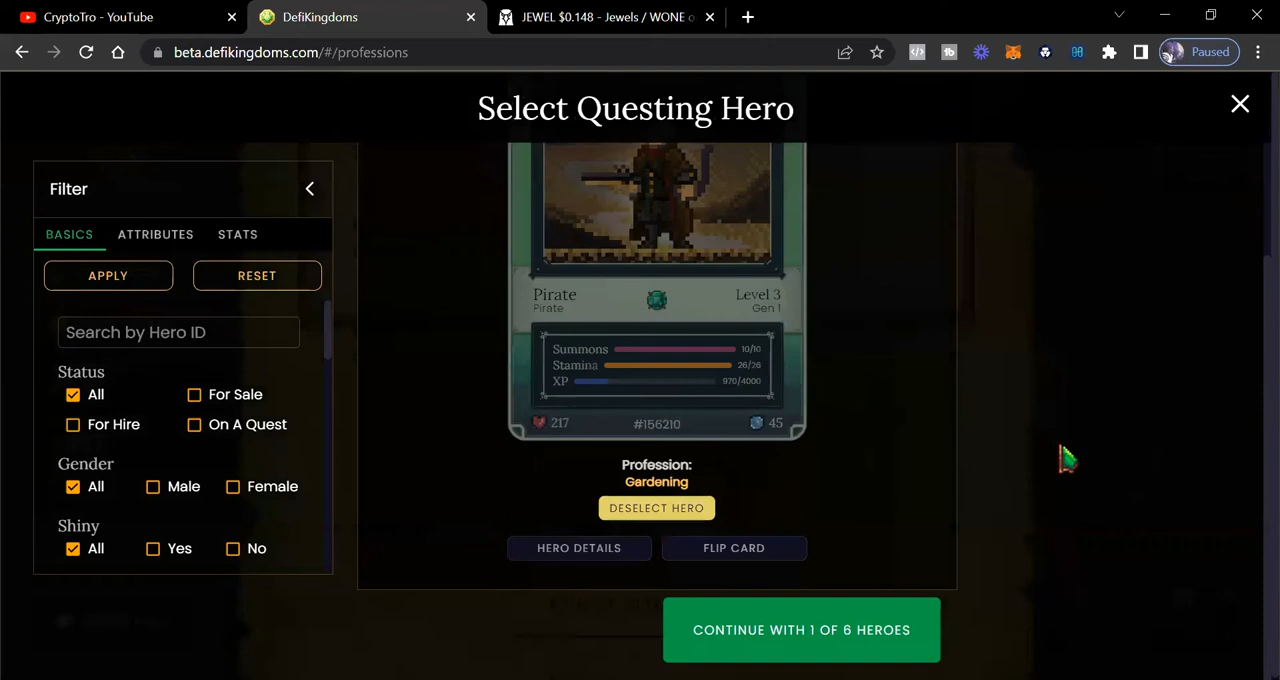 CryptoTro - YouTube
DefiKingdoms
JEWEL $0.148 - Jewels / WONE o
beta.defikingdoms.com/#/professions
Paused
Select Questing Hero
Filter
BASICS ATTRIBUTES STATS
APPLY RESET
Search by Hero ID
Status
All For Sale
For Hire On A Quest
Gender
All Male Female
Shiny
All Yes No
Pirate Level 3
Pirate Gen 1
Summons 10/10
Stamina 26/26
XP 970/4000
217 #156210 45
Profession:
Gardening
DESELECT HERO
HERO DETAILS FLIP CARD
CONTINUE WITH 1 OF 6 HEROES